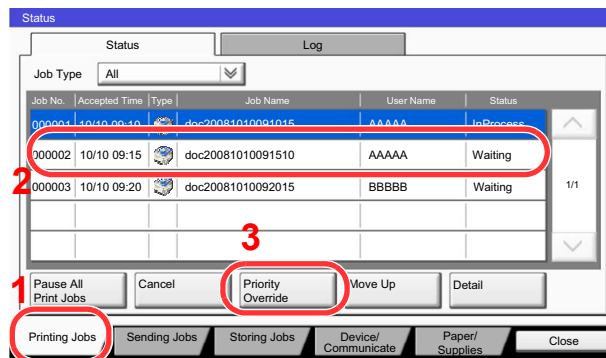 Status
Status Log
Job Type All
Job No. Accepted Time Type Job Name User Name Status
000001 10/10 09:10 doc20081010091015 AAAAA InProcess
000002 10/10 09:15 doc20081010091510 AAAAA Waiting
2
000003 10/10 09:20 doc20081010092015 BBBBB Waiting 1/1
3
1
Pause All
Print Jobs
Cancel
Priority
Override
Move Up
Detail
Printing Jobs
Sending Jobs
Storing Jobs
Device/
Communicate
Paper/
Supplies
Close